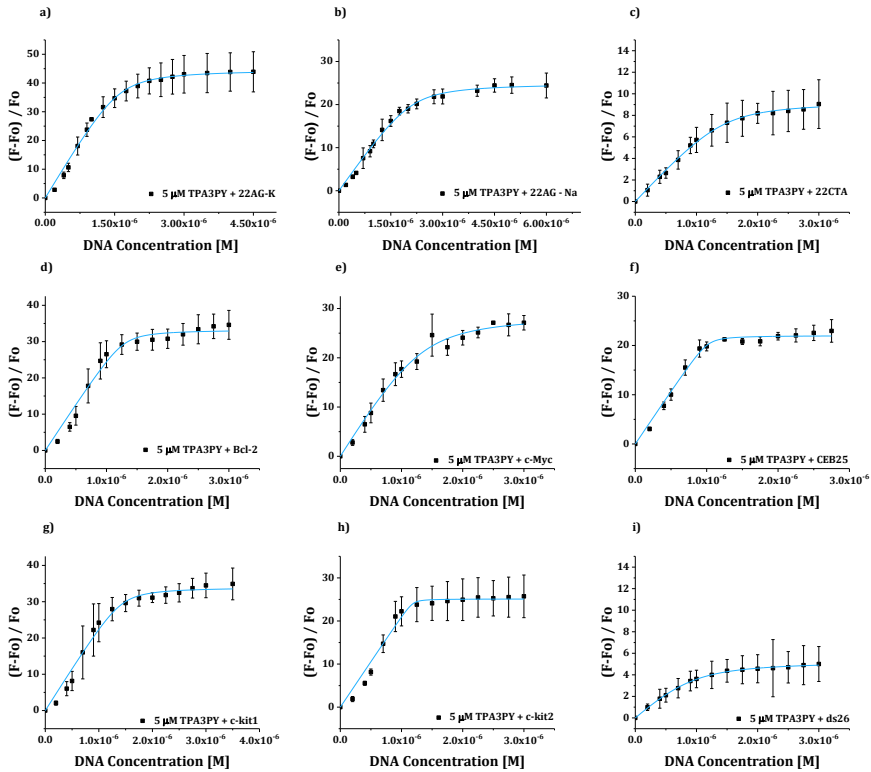 a)
(F-Fo) / Fo
50
40
30
20
10
0
5 µM TPA3PY + 22AG-K
0.00 1.50x10⁻⁶ 3.00x10⁻⁶ 4.50x10⁻⁶
DNA Concentration [M]
b)
(F-Fo) / Fo
30
20
10
0
5 µM TPA3PY + 22AG - Na
0.00 1.50x10⁻⁶ 3.00x10⁻⁶ 4.50x10⁻⁶ 6.00x10⁻⁶
DNA Concentration [M]
c)
(F-Fo) / Fo
14
12
10
8
6
4
2
0
5 µM TPA3PY + 22CTA
0.0 1.0x10⁻⁶ 2.0x10⁻⁶ 3.0x10⁻⁶
DNA Concentration [M]
d)
(F-Fo) / Fo
40
30
20
10
0
5 µM TPA3PY + Bcl-2
0.0 1.0x10⁻⁶ 2.0x10⁻⁶ 3.0x10⁻⁶
DNA Concentration [M]
e)
(F-Fo) / Fo
30
20
10
0
5 µM TPA3PY + c-Myc
0.0 1.0x10⁻⁶ 2.0x10⁻⁶ 3.0x10⁻⁶
DNA Concentration [M]
f)
(F-Fo) / Fo
30
20
10
0
5 µM TPA3PY + CEB25
0.0 1.0x10⁻⁶ 2.0x10⁻⁶ 3.0x10⁻⁶
DNA Concentration [M]
g)
(F-Fo) / Fo
40
30
20
10
0
5 µM TPA3PY + c-kit1
0.0 1.0x10⁻⁶ 2.0x10⁻⁶ 3.0x10⁻⁶ 4.0x10⁻⁶
DNA Concentration [M]
h)
(F-Fo) / Fo
30
20
10
0
5 µM TPA3PY + c-kit2
0.0 1.0x10⁻⁶ 2.0x10⁻⁶ 3.0x10⁻⁶
DNA Concentration [M]
i)
(F-Fo) / Fo
14
12
10
8
6
4
2
0
5 µM TPA3PY + ds26
0.0 1.0x10⁻⁶ 2.0x10⁻⁶ 3.0x10⁻⁶
DNA Concentration [M]